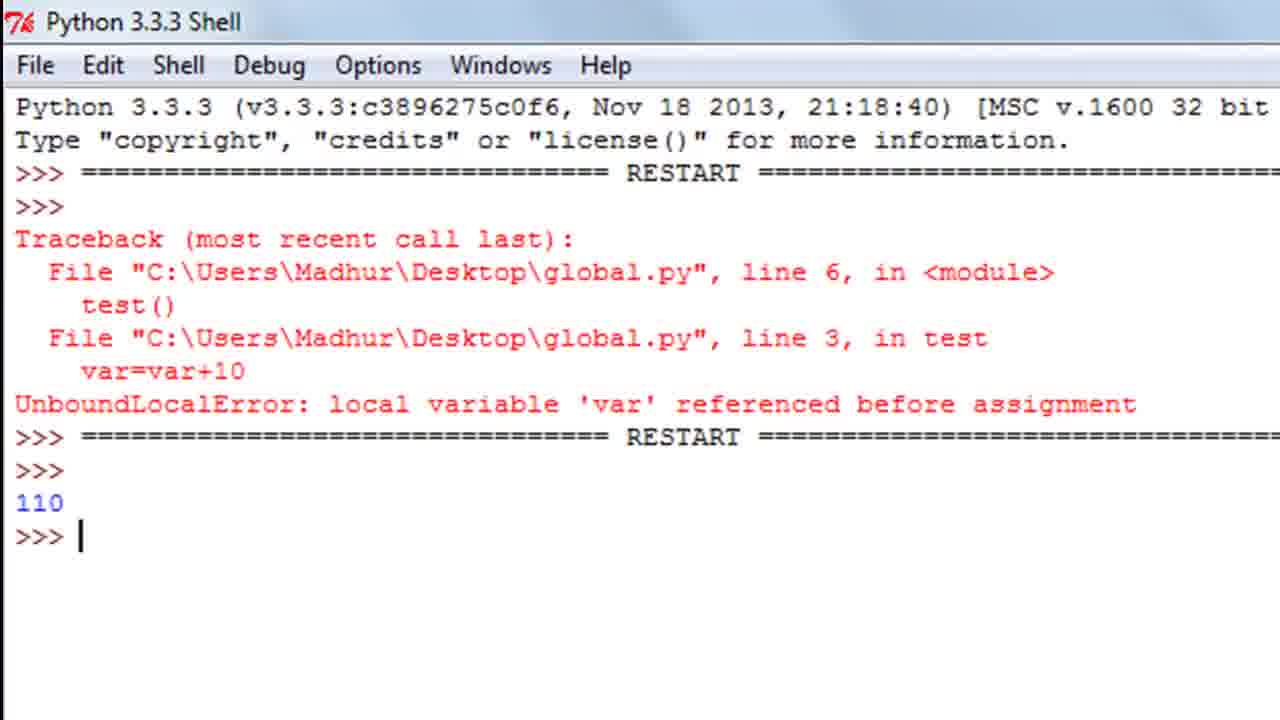 Python 3.3.3 Shell
File Edit Shell Debug Options Windows Help
Python 3.3.3 (v3.3.3:c3896275c0f6, Nov 18 2013, 21:18:40) [MSC v.1600 32 bit
Type "copyright", "credits" or "license()" for more information.
>>> ================================ RESTART ================================
>>>
Traceback (most recent call last):
  File "C:\Users\Madhur\Desktop\global.py", line 6, in <module>
    test()
  File "C:\Users\Madhur\Desktop\global.py", line 3, in test
    var=var+10
UnboundLocalError: local variable 'var' referenced before assignment
>>> ================================ RESTART ================================
>>>
110
>>>